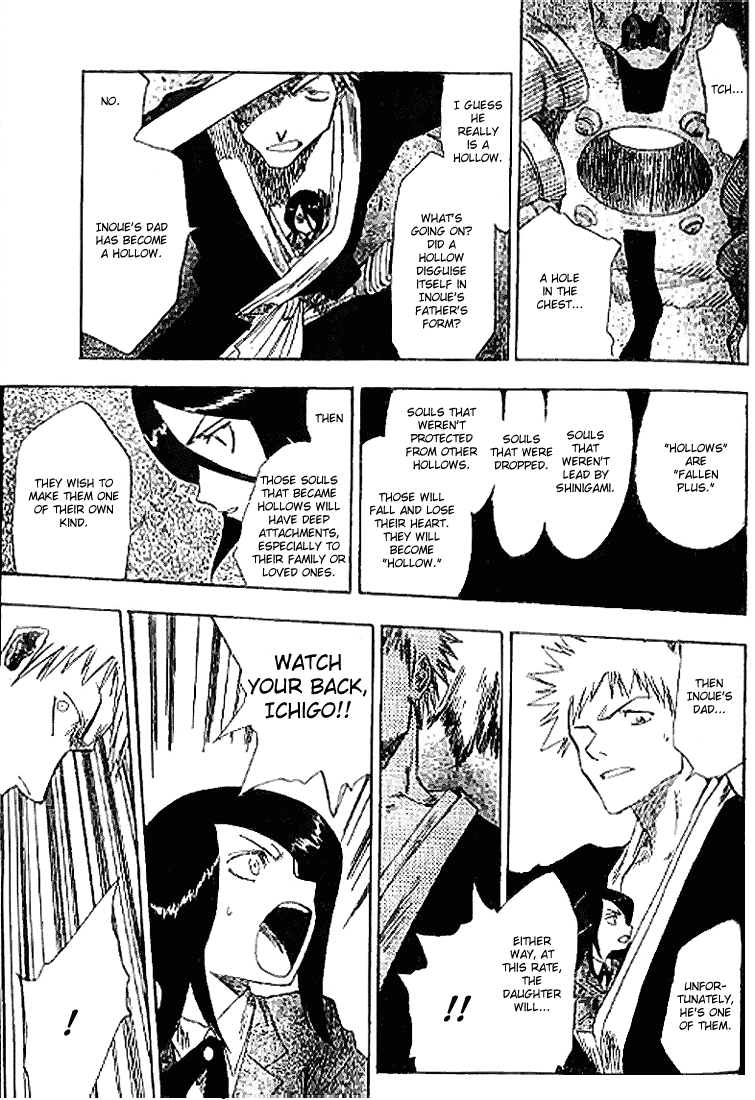 TCH...
A HOLE
IN THE
CHEST...
I GUESS
HE
REALLY
IS A
HOLLOW.
WHAT'S
GOING ON?
DID A
HOLLOW
DISGUISE
ITSELF IN
INOUE'S
FATHER'S
FORM?
NO.
INOUE'S DAD
HAS BECOME
A HOLLOW.
"HOLLOWS"
ARE
"FALLEN
PLUS."
SOULS
THAT
WEREN'T
LEAD BY
SHINIGAMI.
SOULS
THAT WERE
DROPPED.
SOULS THAT
WEREN'T
PROTECTED
FROM OTHER
HOLLOWS.
THOSE WILL
FALL AND LOSE
THEIR HEART.
THEY WILL
BECOME
"HOLLOW."
THEN
THOSE SOULS
THAT BECAME
HOLLOWS WILL
HAVE DEEP
ATTACHMENTS,
ESPECIALLY TO
THEIR FAMILY OR
LOVED ONES.
THEY WISH TO
MAKE THEM ONE
OF THEIR OWN
KIND.
THEN
INOUE'S
DAD...
UNFOR-
TUNATELY,
HE'S ONE
OF THEM.
EITHER
WAY, AT
THIS RATE,
THE
DAUGHTER
WILL...
!!
WATCH
YOUR BACK,
ICHIGO!!
!